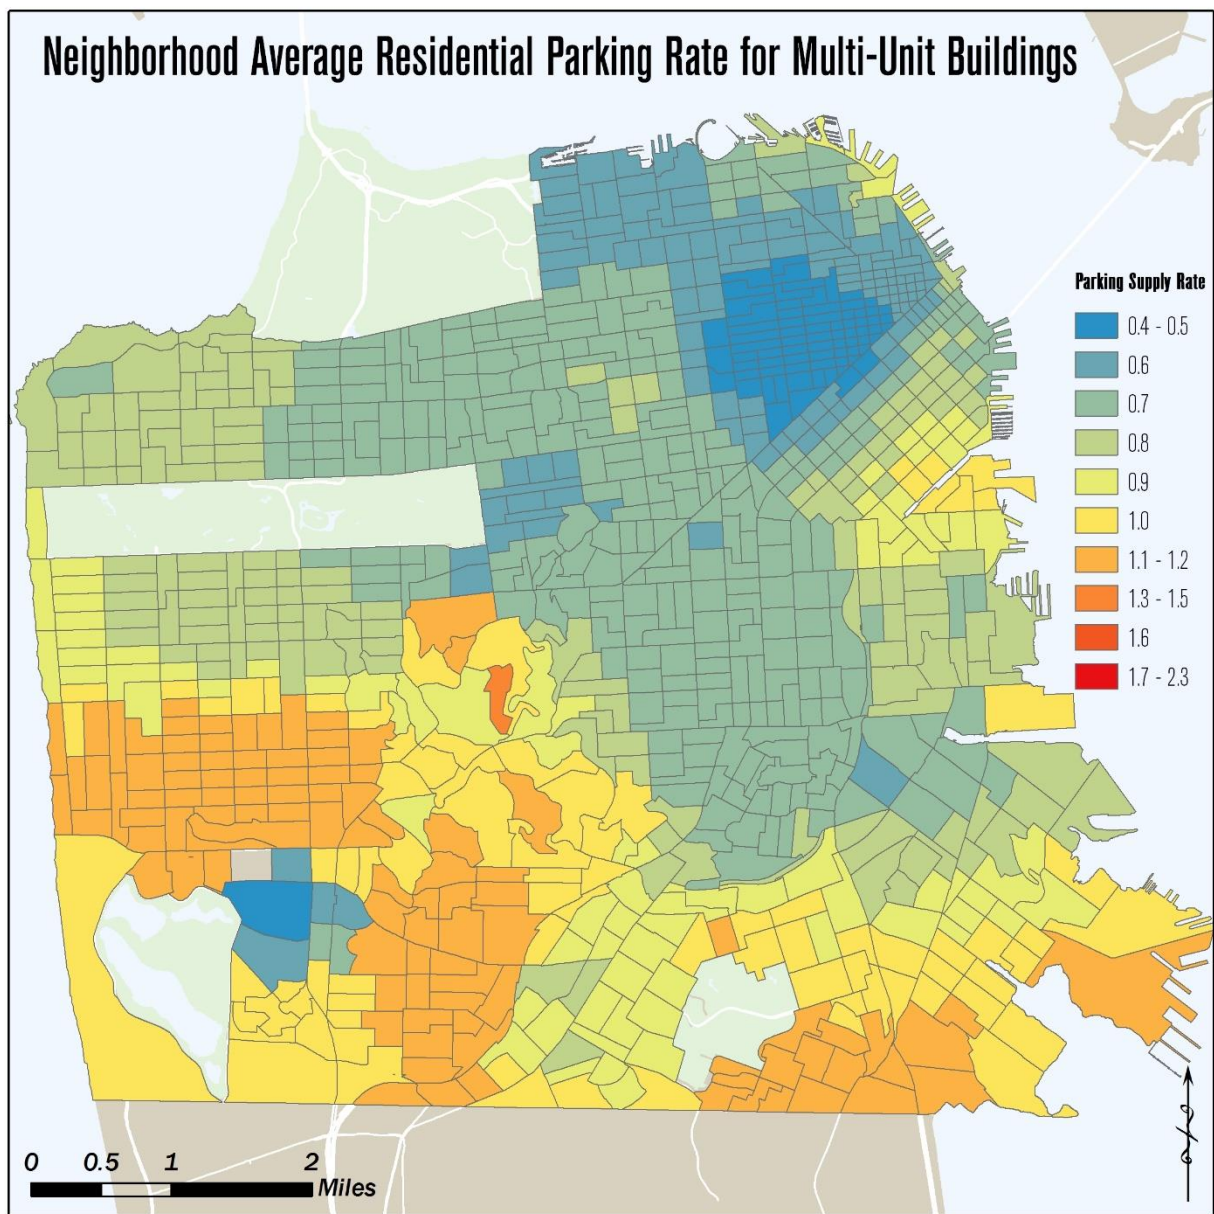 Neighborhood Average Residential Parking Rate for Multi-Unit Buildings
Parking Supply Rate
0.4 - 0.5
0.6
0.7
0.8
0.9
1.0
1.1 - 1.2
1.3 - 1.5
1.6
1.7 - 2.3
0 0.5 1 2
Miles